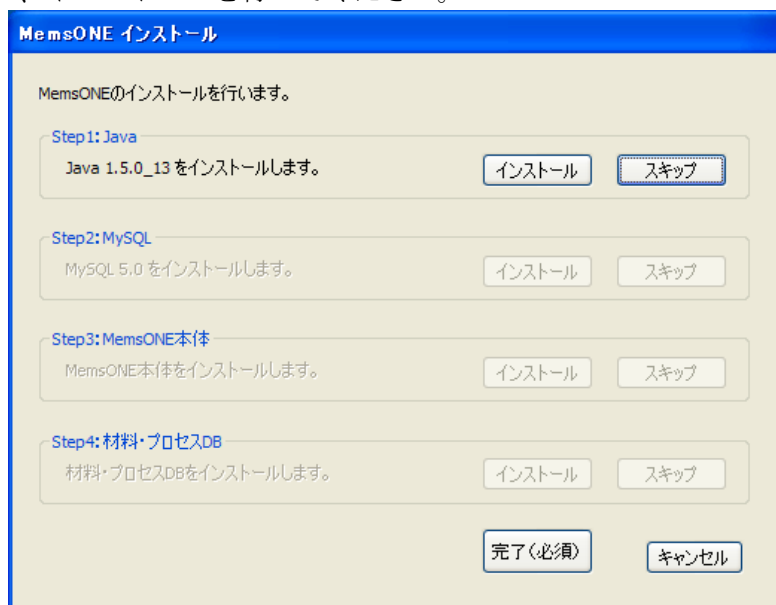 MemsONE インストール
MemsONEのインストールを行います。
Step1: Java
Java 1.5.0_13 をインストールします。 インストール スキップ
Step2: MySQL
MySQL 5.0 をインストールします。 インストール スキップ
Step3: MemsONE本体
MemsONE本体をインストールします。 インストール スキップ
Step4: 材料・プロセスDB
材料・プロセスDBをインストールします。 インストール スキップ
完了(必須) キャンセル